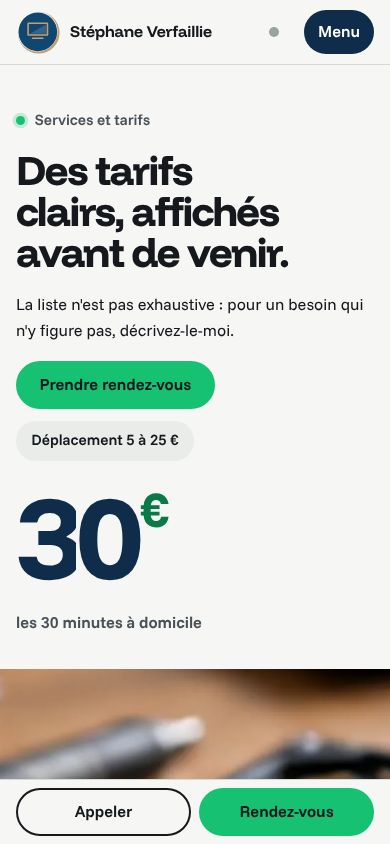 Stéphane Verfaillie
Menu
Services et tarifs
Des tarifs
clairs, affichés
avant de venir.
La liste n'est pas exhaustive : pour un besoin qui
n'y figure pas, décrivez-le-moi.
Prendre rendez-vous
Déplacement 5 à 25 €
30€
les 30 minutes à domicile
Appeler
Rendez-vous